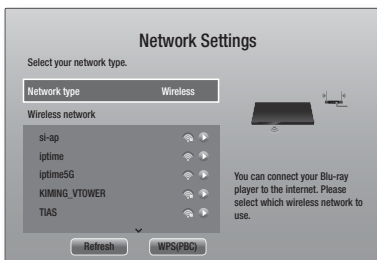 Network Settings
Select your network type.
Network type Wireless
Wireless network
si-ap
iptime
iptime5G
KIMING_VTOWER
TIAS
You can connect your Blu-ray
player to the internet. Please
select which wireless network to
use.
Refresh WPS(PBC)